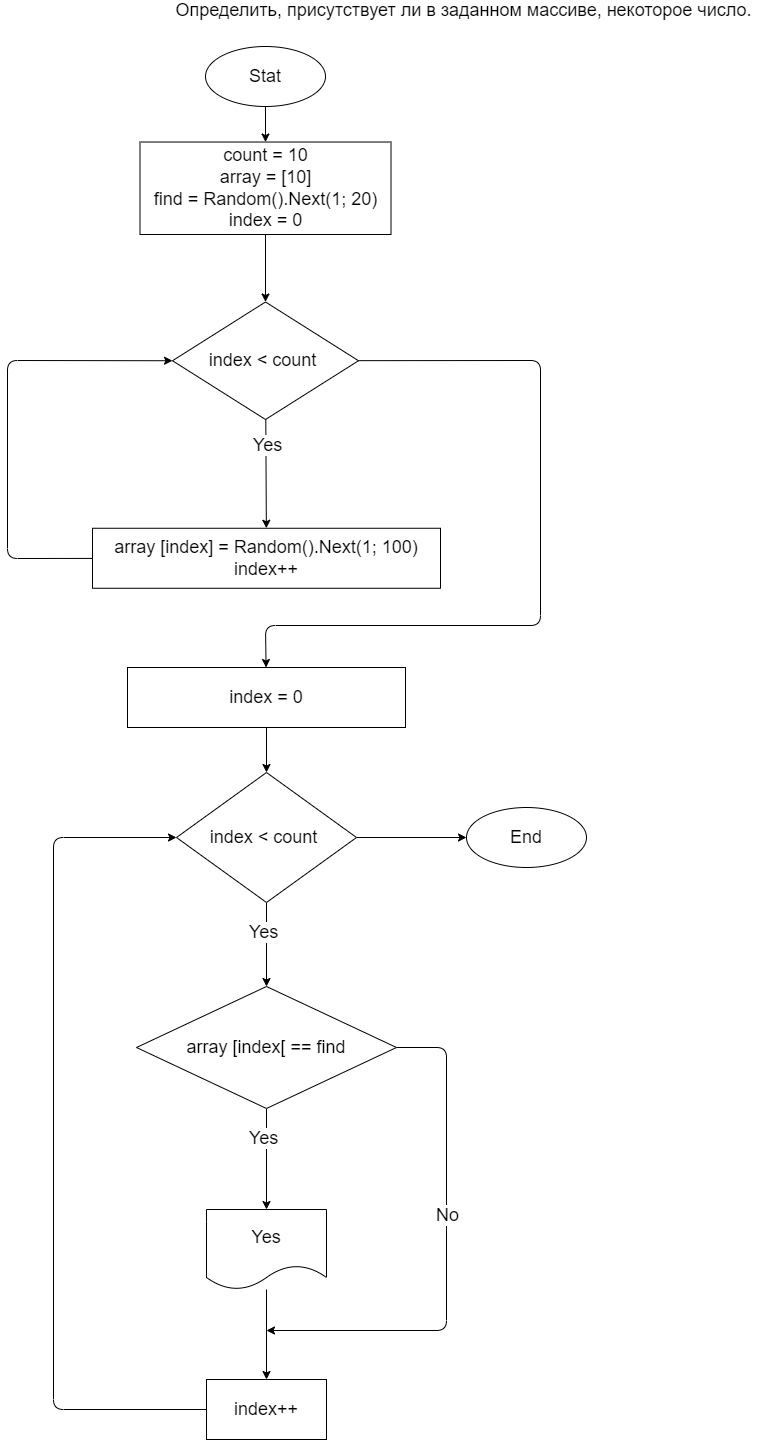 Определить, присутствует ли в заданном массиве, некоторое число.
Stat
count = 10
array = [10]
find = Random().Next(1; 20)
index = 0
index < count
Yes
array [index] = Random().Next(1; 100)
index++
index = 0
index < count
End
Yes
array [index[ == find
Yes
No
Yes
index++